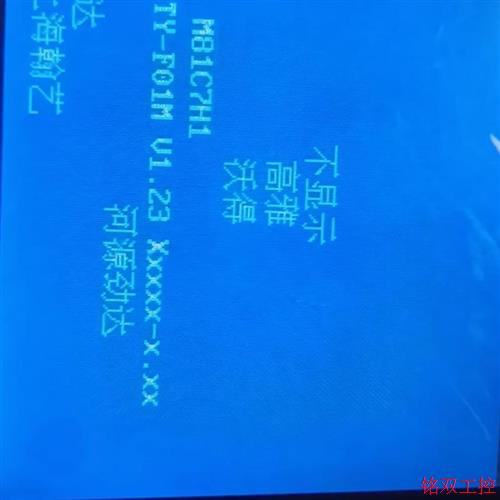 不显示
高雅
沃得
M81C7H1
TY-F01M V1.23 Xxxxx-x.xx
河源劲达
达
上海翰艺
铭双工控